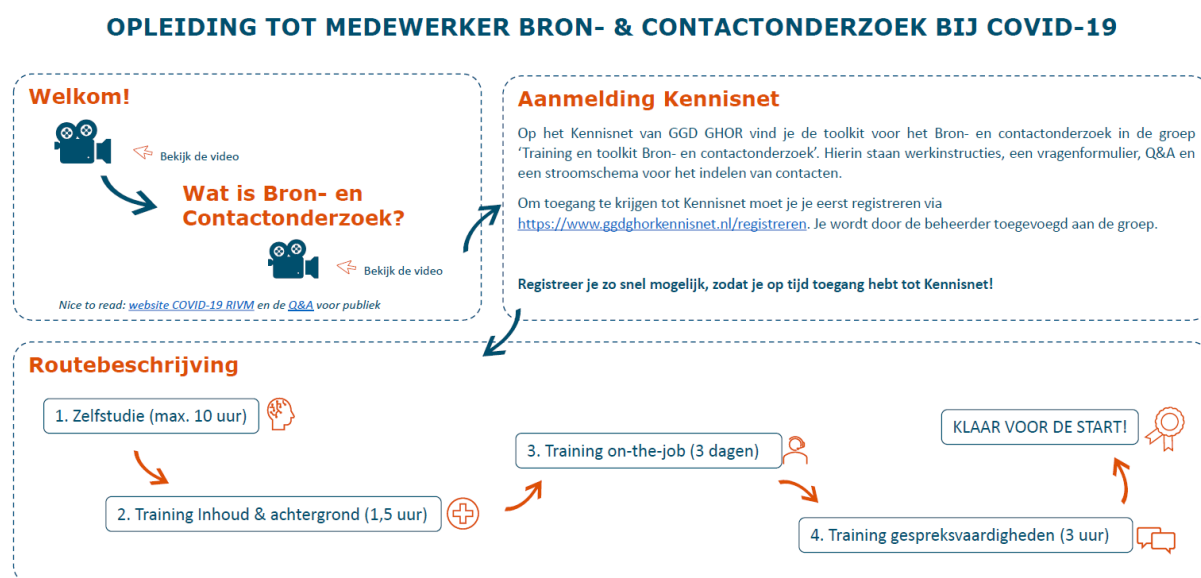 OPLEIDING TOT MEDEWERKER BRON- & CONTACTONDERZOEK BIJ COVID-19
Welkom!
Bekijk de video
Wat is Bron- en
Contactonderzoek?
Bekijk de video
Nice to read: website COVID-19 RIVM en de Q&A voor publiek
Aanmelding Kennisnet
Op het Kennisnet van GGD GHOR vind je de toolkit voor het Bron- en contactonderzoek in de groep
‘Training en toolkit Bron- en contactonderzoek’. Hierin staan werkinstructies, een vragenformulier, Q&A en
een stroomschema voor het indelen van contacten.
Om toegang te krijgen tot Kennisnet moet je je eerst registreren via
https://www.ggdghorkennisnet.nl/registreren. Je wordt door de beheerder toegevoegd aan de groep.
Registreer je zo snel mogelijk, zodat je op tijd toegang hebt tot Kennisnet!
Routebeschrijving
1. Zelfstudie (max. 10 uur)
2. Training Inhoud & achtergrond (1,5 uur)
3. Training on-the-job (3 dagen)
4. Training gespreksvaardigheden (3 uur)
KLAAR VOOR DE START!